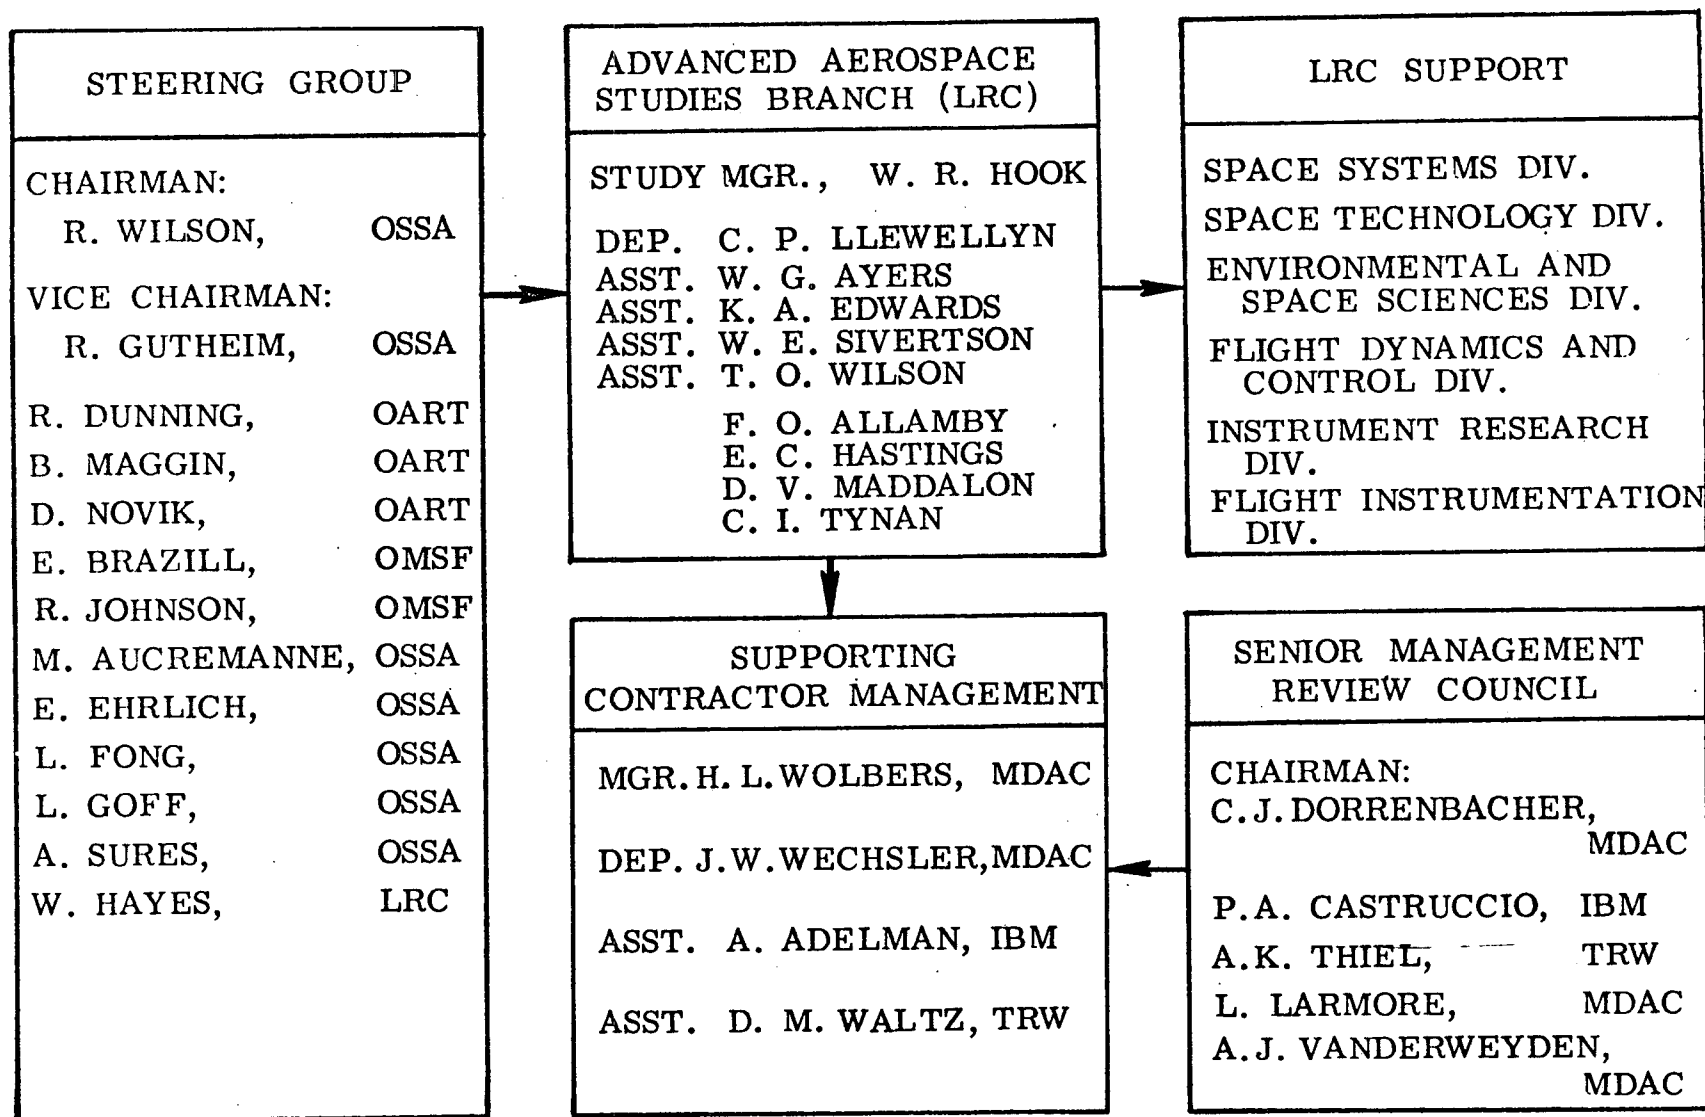 STEERING GROUP
CHAIRMAN:
R. WILSON, OSSA
VICE CHAIRMAN:
R. GUTHEIM, OSSA
R. DUNNING, OART
B. MAGGIN, OART
D. NOVIK, OART
E. BRAZILL, OMSF
R. JOHNSON, OMSF
M. AUCREMANNE, OSSA
E. EHRLICH, OSSA
L. FONG, OSSA
L. GOFF, OSSA
A. SURES, OSSA
W. HAYES, LRC
ADVANCED AEROSPACE
STUDIES BRANCH (LRC)
STUDY MGR., W. R. HOOK
DEP. C. P. LLEWELLYN
ASST. W. G. AYERS
ASST. K. A. EDWARDS
ASST. W. E. SIVERTSON
ASST. T. O. WILSON
F. O. ALLAMBY
E. C. HASTINGS
D. V. MADDALON
C. I. TYNAN
LRC SUPPORT
SPACE SYSTEMS DIV.
SPACE TECHNOLOGY DIV.
ENVIRONMENTAL AND
SPACE SCIENCES DIV.
FLIGHT DYNAMICS AND
CONTROL DIV.
INSTRUMENT RESEARCH
DIV.
FLIGHT INSTRUMENTATION
DIV.
SUPPORTING
CONTRACTOR MANAGEMENT
MGR. H. L. WOLBERS, MDAC
DEP. J.W. WECHSLER, MDAC
ASST. A. ADELMAN, IBM
ASST. D. M. WALTZ, TRW
SENIOR MANAGEMENT
REVIEW COUNCIL
CHAIRMAN:
C.J. DORRENBACHER,
MDAC
P.A. CASTRUCCIO, IBM
A.K. THIEL, TRW
L. LARMORE, MDAC
A.J. VANDERWEYDEN,
MDAC